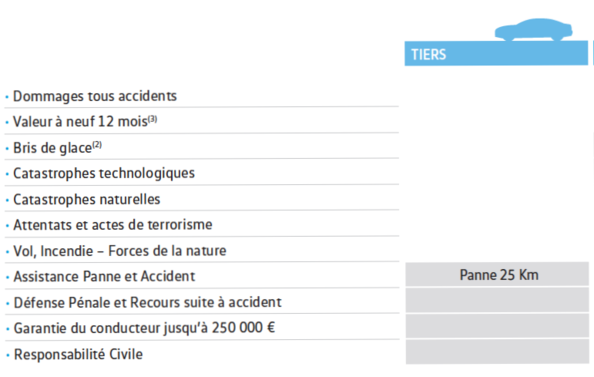 TIERS
• Dommages tous accidents
• Valeur à neuf 12 mois(3)
• Bris de glace(2)
• Catastrophes technologiques
• Catastrophes naturelles
• Attentats et actes de terrorisme
• Vol, Incendie – Forces de la nature
• Assistance Panne et Accident Panne 25 Km
• Défense Pénale et Recours suite à accident
• Garantie du conducteur jusqu'à 250 000 €
• Responsabilité Civile